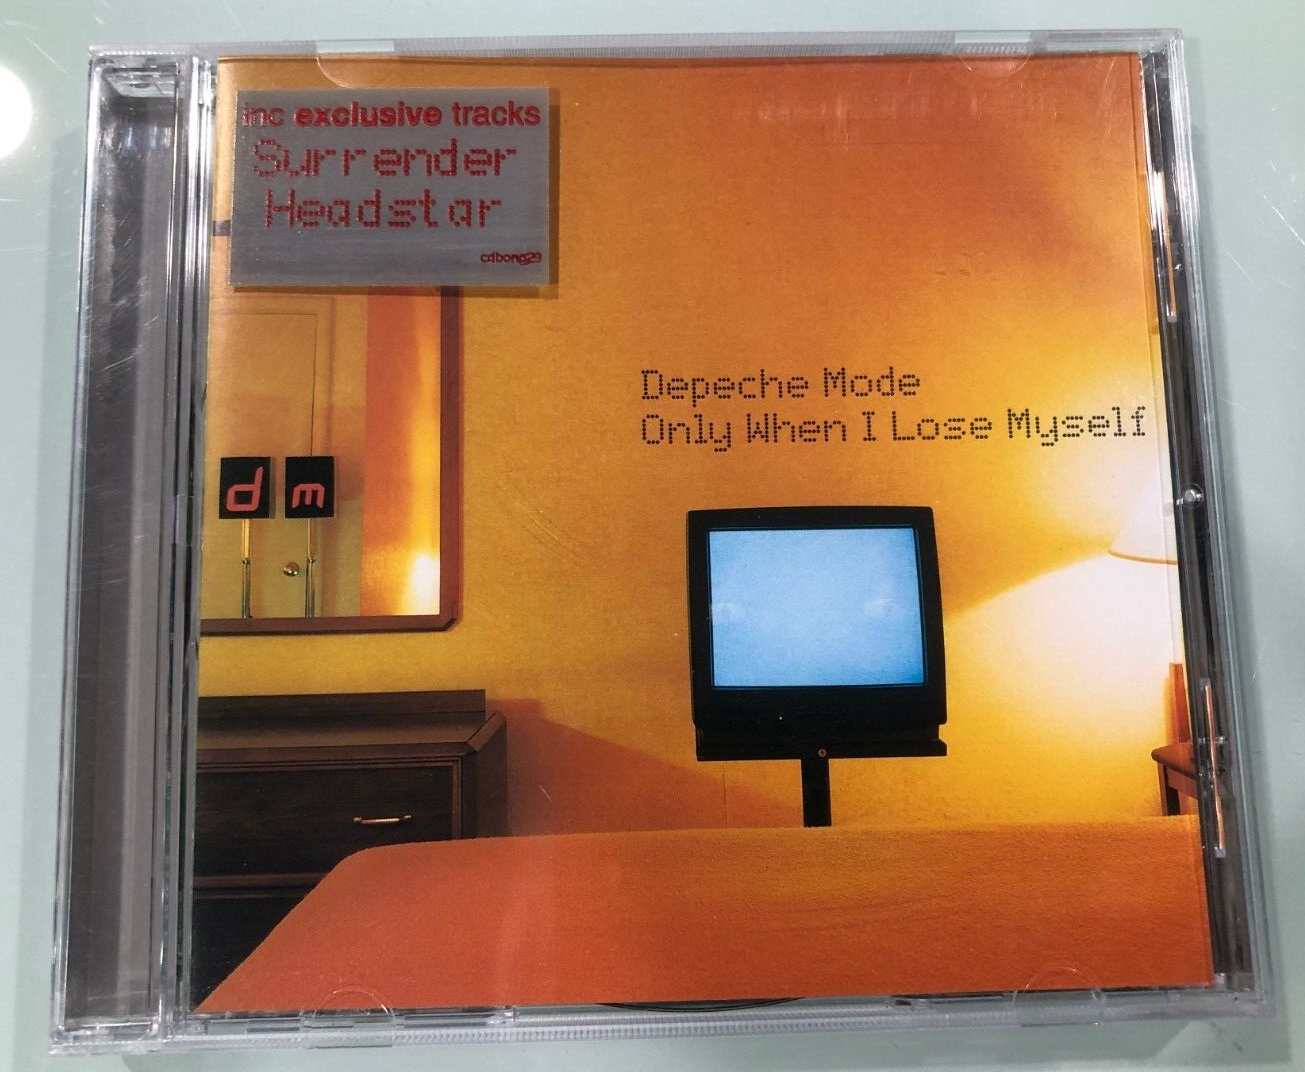 inc exclusive tracks
Surrender
Headstar
cdbong29
Depeche Mode
Only When I Lose Myself
d m